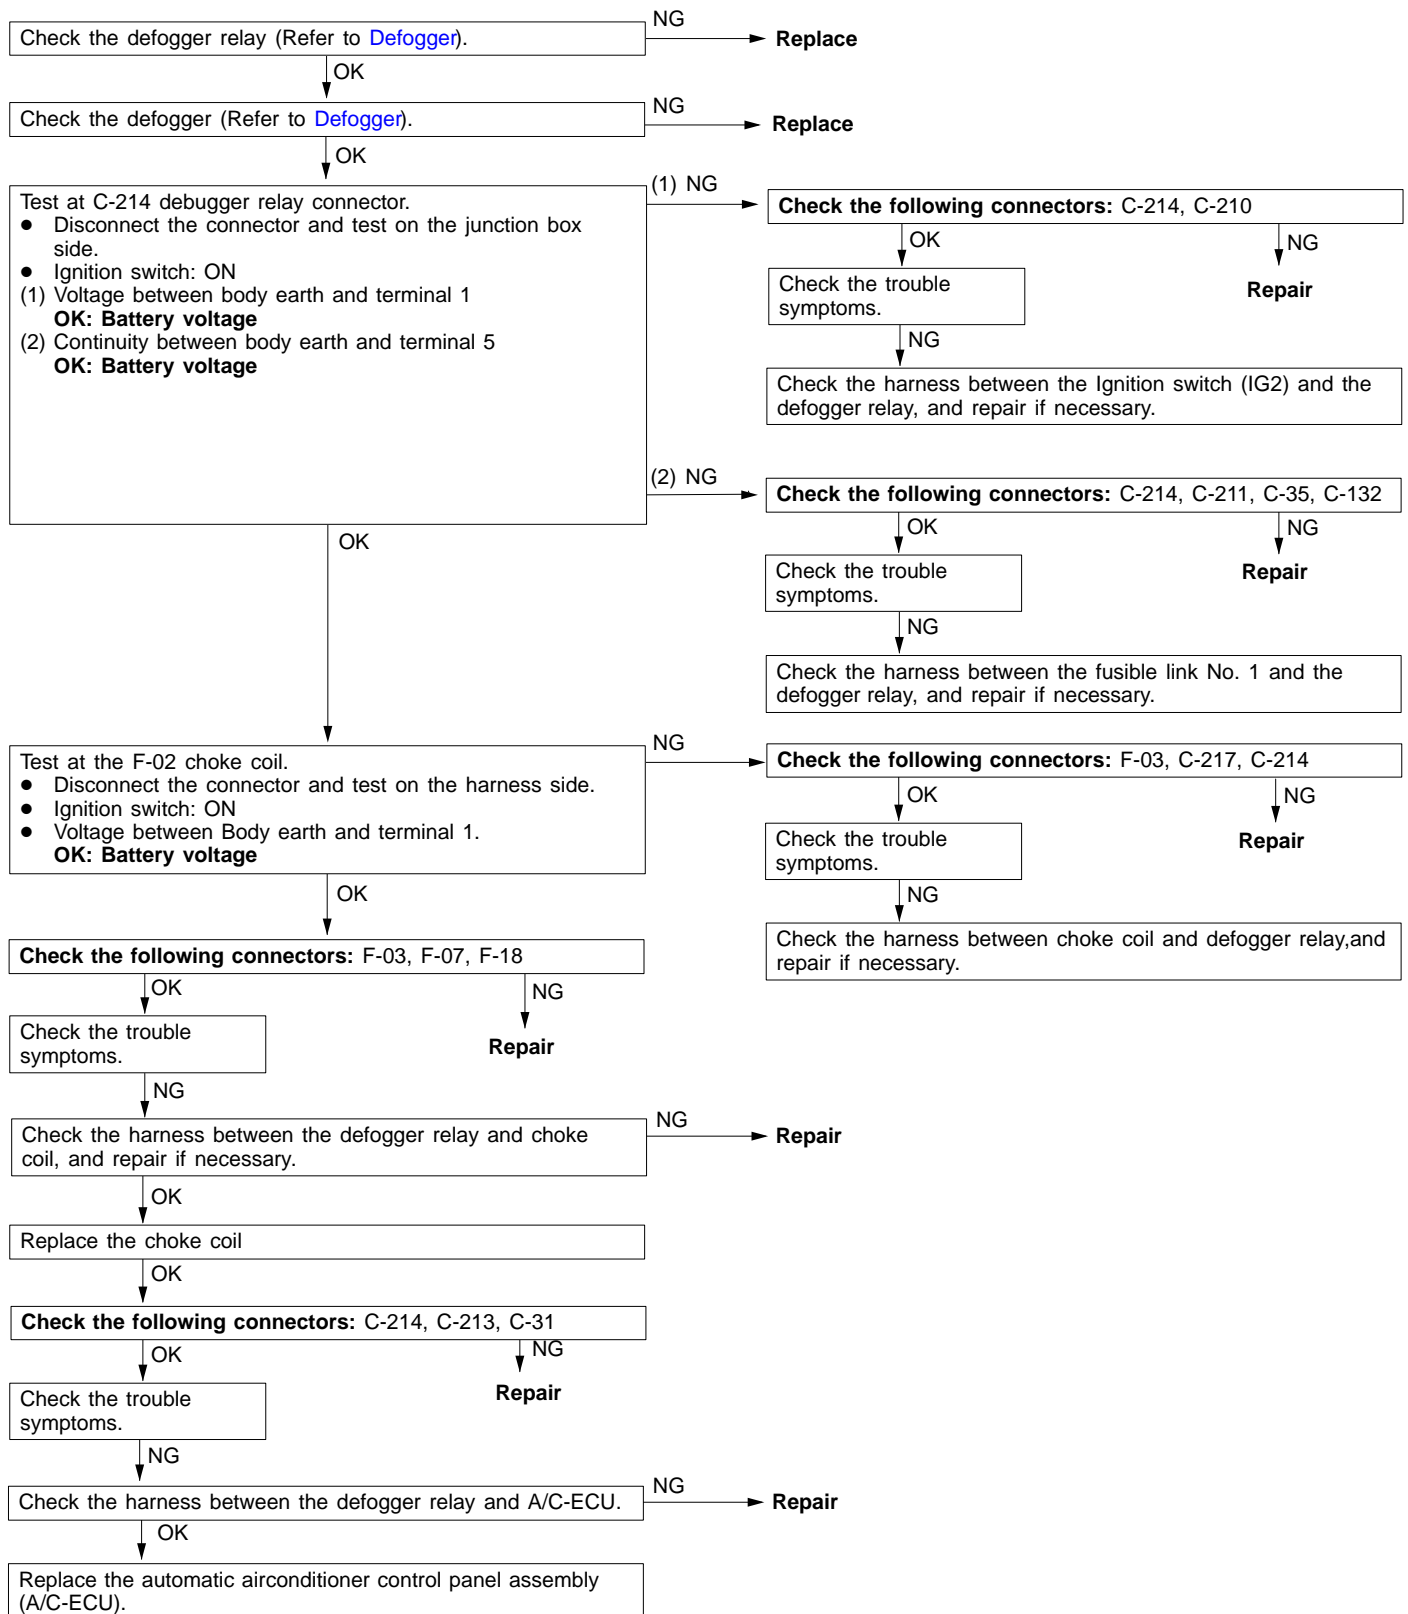 NG
Check the defogger relay (Refer to Defogger).
Replace
OK
NG
Check the defogger (Refer to Defogger).
Replace
OK
Test at C-214 debugger relay connector.
● Disconnect the connector and test on the junction box
side.
● Ignition switch: ON
(1) Voltage between body earth and terminal 1
OK: Battery voltage
(2) Continuity between body earth and terminal 5
OK: Battery voltage
(1) NG
Check the following connectors: C-214, C-210
OK
NG
Check the trouble
symptoms.
Repair
NG
Check the harness between the Ignition switch (IG2) and the
defogger relay, and repair if necessary.
(2) NG
Check the following connectors: C-214, C-211, C-35, C-132
OK
NG
Check the trouble
symptoms.
Repair
NG
Check the harness between the fusible link No. 1 and the
defogger relay, and repair if necessary.
OK
Test at the F-02 choke coil.
● Disconnect the connector and test on the harness side.
● Ignition switch: ON
● Voltage between Body earth and terminal 1.
OK: Battery voltage
NG
Check the following connectors: F-03, C-217, C-214
OK
NG
Check the trouble
symptoms.
Repair
NG
Check the harness between choke coil and defogger relay,and
repair if necessary.
OK
Check the following connectors: F-03, F-07, F-18
OK
NG
Check the trouble
symptoms.
Repair
NG
Check the harness between the defogger relay and choke
coil, and repair if necessary.
NG
Repair
OK
Replace the choke coil
OK
Check the following connectors: C-214, C-213, C-31
OK
NG
Check the trouble
symptoms.
Repair
NG
Check the harness between the defogger relay and A/C-ECU.
NG
Repair
OK
Replace the automatic airconditioner control panel assembly
(A/C-ECU).